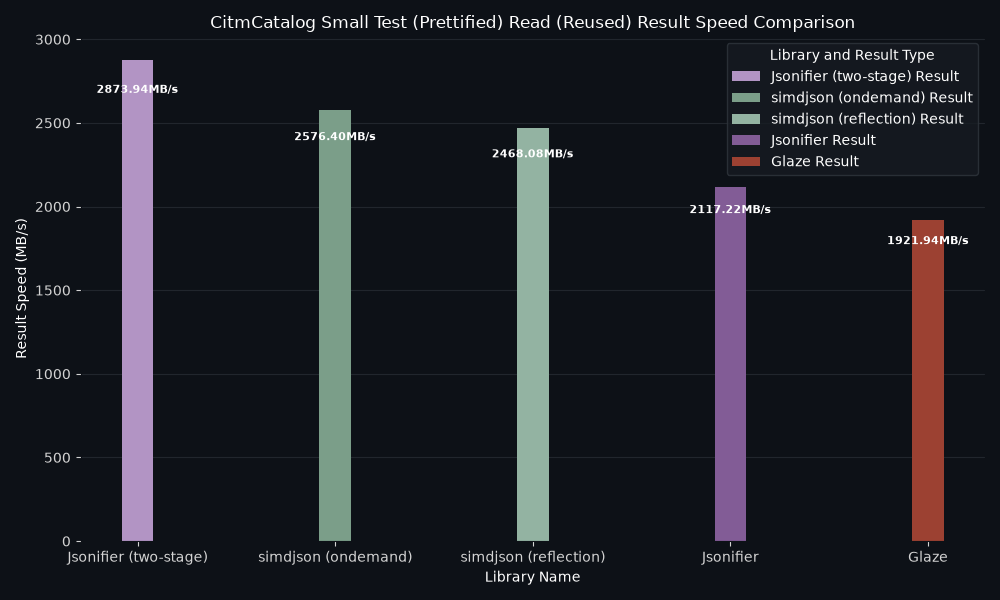 CitmCatalog Small Test (Prettified) Read (Reused) Result Speed Comparison
Library and Result Type
Jsonifier (two-stage) Result
simdjson (ondemand) Result
simdjson (reflection) Result
Jsonifier Result
Glaze Result
Result Speed (MB/s)
3000
2500
2000
1500
1000
500
0
2873.94MB/s
2576.40MB/s
2468.08MB/s
2117.22MB/s
1921.94MB/s
Jsonifier (two-stage)
simdjson (ondemand)
simdjson (reflection)
Jsonifier
Glaze
Library Name